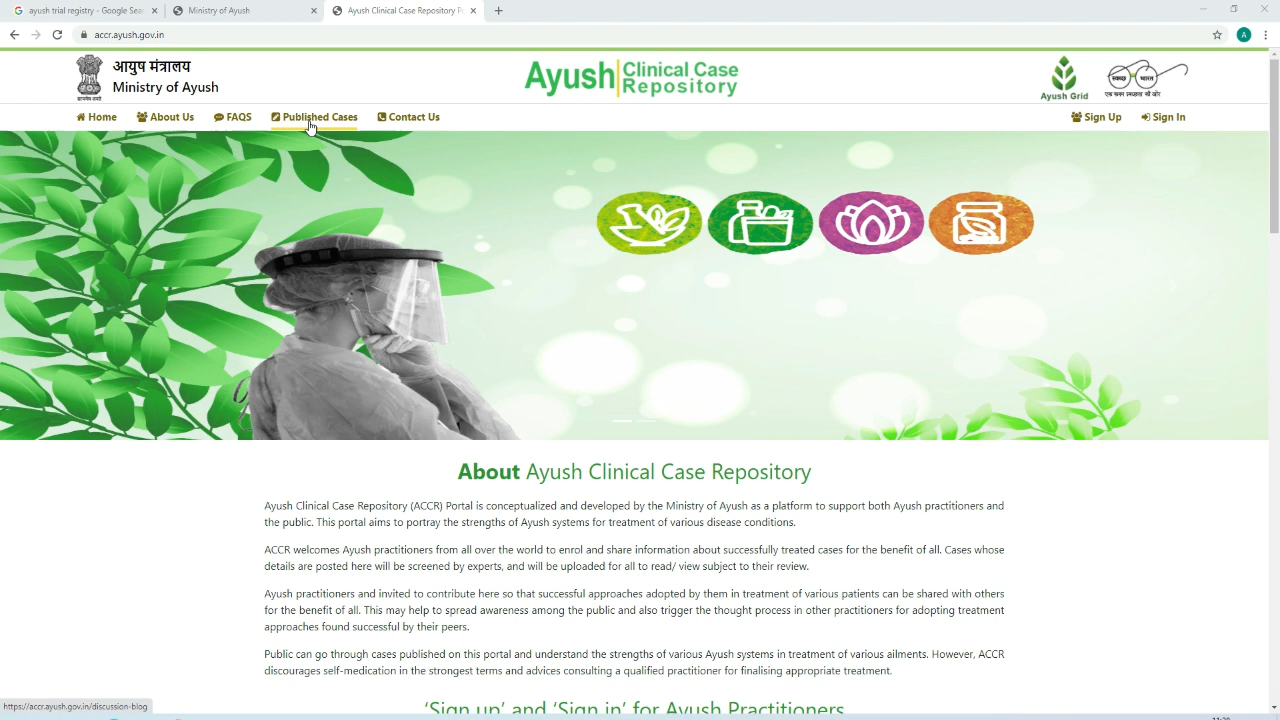 ayush trial registry - Google Sea
Ministry of Ayush
Ayush Clinical Case Repository Po
accr.ayush.gov.in
A
आयुष मंत्रालय
Ministry of Ayush
Ayush Clinical Case Repository
Ayush Grid
स्वच्छ भारत
एक कदम स्वच्छता की ओर
Home
About Us
FAQS
Published Cases
Contact Us
Sign Up
Sign In
About Ayush Clinical Case Repository
Ayush Clinical Case Repository (ACCR) Portal is conceptualized and developed by the Ministry of Ayush as a platform to support both Ayush practitioners and
the public. This portal aims to portray the strengths of Ayush systems for treatment of various disease conditions.
ACCR welcomes Ayush practitioners from all over the world to enrol and share information about successfully treated cases for the benefit of all. Cases whose
details are posted here will be screened by experts, and will be uploaded for all to read/ view subject to their review.
Ayush practitioners and invited to contribute here so that successful approaches adopted by them in treatment of various patients can be shared with others
for the benefit of all. This may help to spread awareness among the public and also trigger the thought process in other practitioners for adopting treatment
approaches found successful by their peers.
Public can go through cases published on this portal and understand the strengths of various Ayush systems in treatment of various ailments. However, ACCR
discourages self-medication in the strongest terms and advices consulting a qualified practitioner for finalising appropriate treatment.
'Sign up' and 'Sign in' for Ayush Practitioners
https://accr.ayush.gov.in/discussion-blog